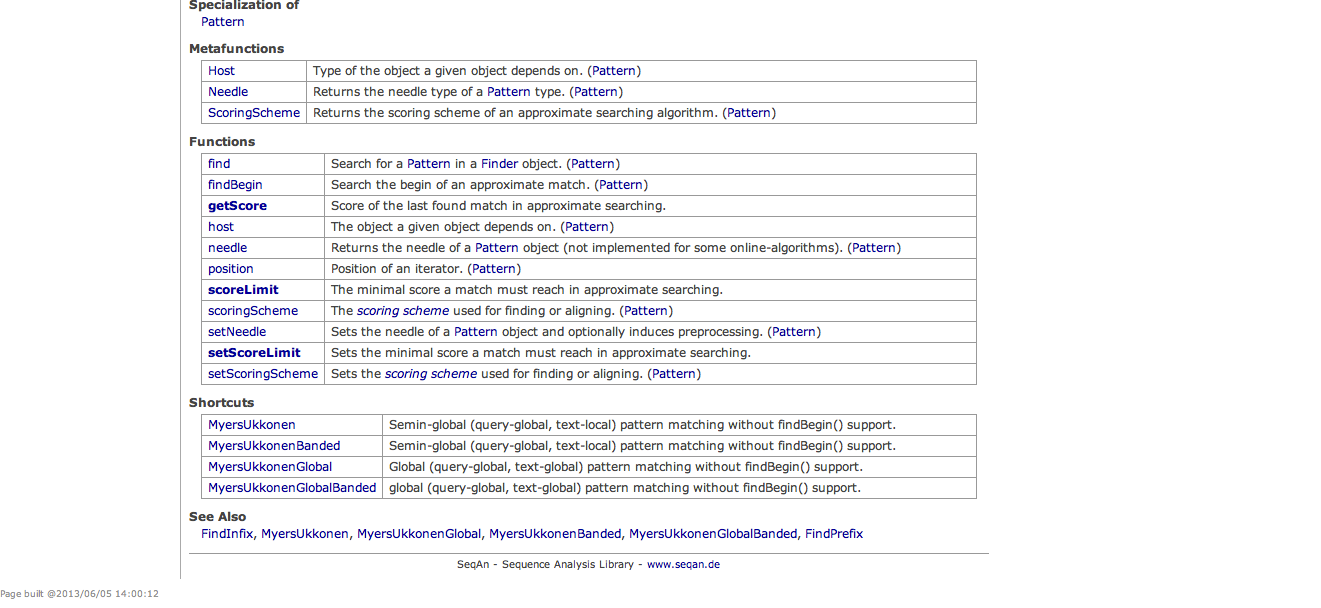 Specialization of
Pattern
Metafunctions
Host Type of the object a given object depends on. (Pattern)
Needle Returns the needle type of a Pattern type. (Pattern)
ScoringScheme Returns the scoring scheme of an approximate searching algorithm. (Pattern)
Functions
find Search for a Pattern in a Finder object. (Pattern)
findBegin Search the begin of an approximate match. (Pattern)
getScore Score of the last found match in approximate searching.
host The object a given object depends on. (Pattern)
needle Returns the needle of a Pattern object (not implemented for some online-algorithms). (Pattern)
position Position of an iterator. (Pattern)
scoreLimit The minimal score a match must reach in approximate searching.
scoringScheme The scoring scheme used for finding or aligning. (Pattern)
setNeedle Sets the needle of a Pattern object and optionally induces preprocessing. (Pattern)
setScoreLimit Sets the minimal score a match must reach in approximate searching.
setScoringScheme Sets the scoring scheme used for finding or aligning. (Pattern)
Shortcuts
MyersUkkonen Semin-global (query-global, text-local) pattern matching without findBegin() support.
MyersUkkonenBanded Semin-global (query-global, text-local) pattern matching without findBegin() support.
MyersUkkonenGlobal Global (query-global, text-global) pattern matching without findBegin() support.
MyersUkkonenGlobalBanded global (query-global, text-global) pattern matching without findBegin() support.
See Also
FindInfix, MyersUkkonen, MyersUkkonenGlobal, MyersUkkonenBanded, MyersUkkonenGlobalBanded, FindPrefix
SeqAn - Sequence Analysis Library - www.seqan.de
Page built @2013/06/05 14:00:12